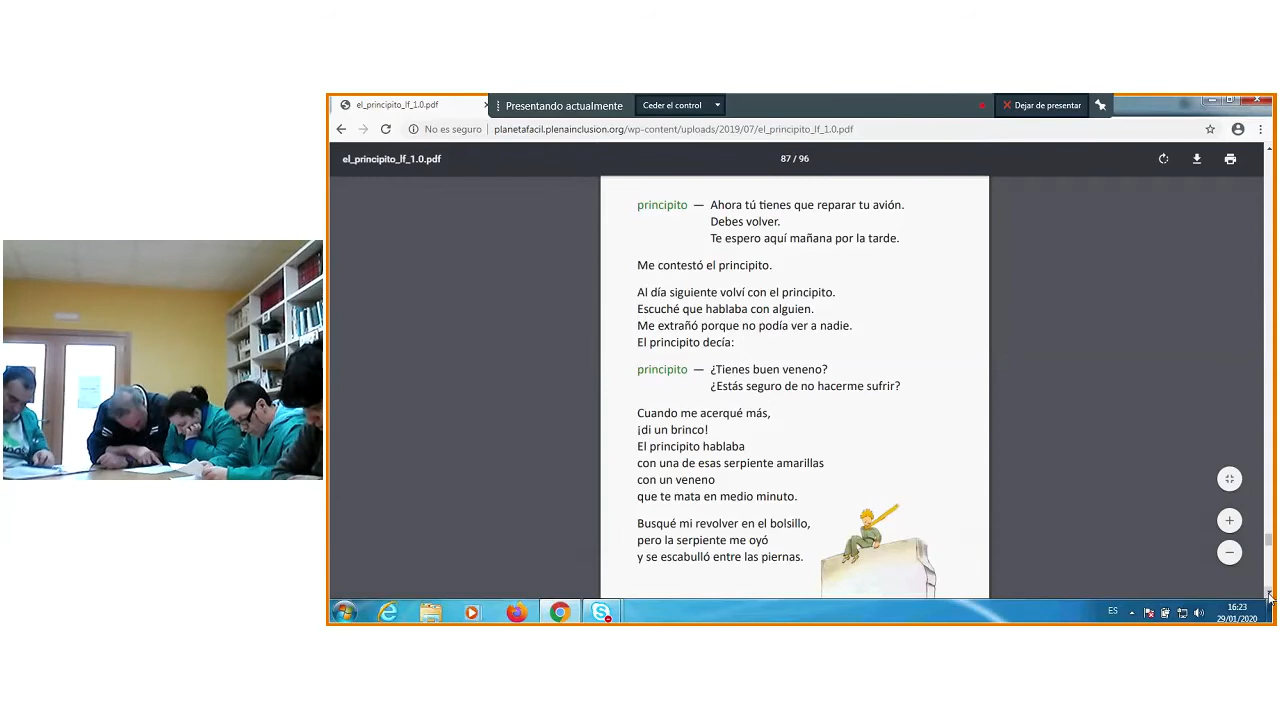 el_principito_lf_1.0.pdf
Presentando actualmente
Ceder el control
Dejar de presentar
No es seguro
planetafacil.plenainclusion.org/wp-content/uploads/2019/07/el_principito_lf_1.0.pdf
el_principito_lf_1.0.pdf
87 / 96
principito — Ahora tú tienes que reparar tu avión.
Debes volver.
Te espero aquí mañana por la tarde.
Me contestó el principito.
Al día siguiente volví con el principito.
Escuché que hablaba con alguien.
Me extrañó porque no podía ver a nadie.
El principito decía:
principito — ¿Tienes buen veneno?
¿Estás seguro de no hacerme sufrir?
Cuando me acerqué más,
¡di un brinco!
El principito hablaba
con una de esas serpiente amarillas
con un veneno
que te mata en medio minuto.
Busqué mi revolver en el bolsillo,
pero la serpiente me oyó
y se escabulló entre las piernas.
ES
16:23
29/01/2020